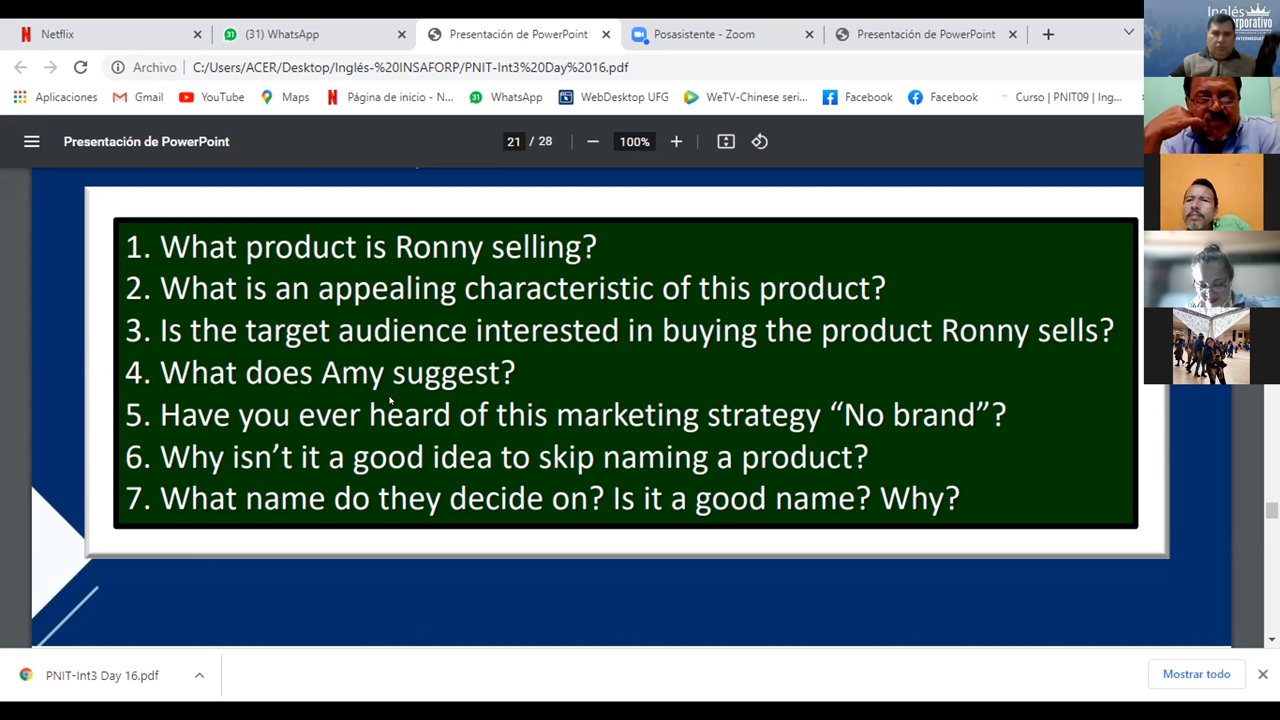 Netflix
(31) WhatsApp
Presentación de PowerPoint
Posasistente - Zoom
Presentación de PowerPoint
Archivo
C:/Users/ACER/Desktop/Inglés-%20INSAFORP/PNIT-Int3%20Day%2016.pdf
Aplicaciones
Gmail
YouTube
Maps
Página de inicio - N...
WhatsApp
WebDesktop UFG
WeTV-Chinese seri...
Facebook
Facebook
Curso | PNIT09 | Ing...
Presentación de PowerPoint
21 / 28
100%
1. What product is Ronny selling?
2. What is an appealing characteristic of this product?
3. Is the target audience interested in buying the product Ronny sells?
4. What does Amy suggest?
5. Have you ever heard of this marketing strategy “No brand”?
6. Why isn’t it a good idea to skip naming a product?
7. What name do they decide on? Is it a good name? Why?
PNIT-Int3 Day 16.pdf
Mostrar todo
Inglés